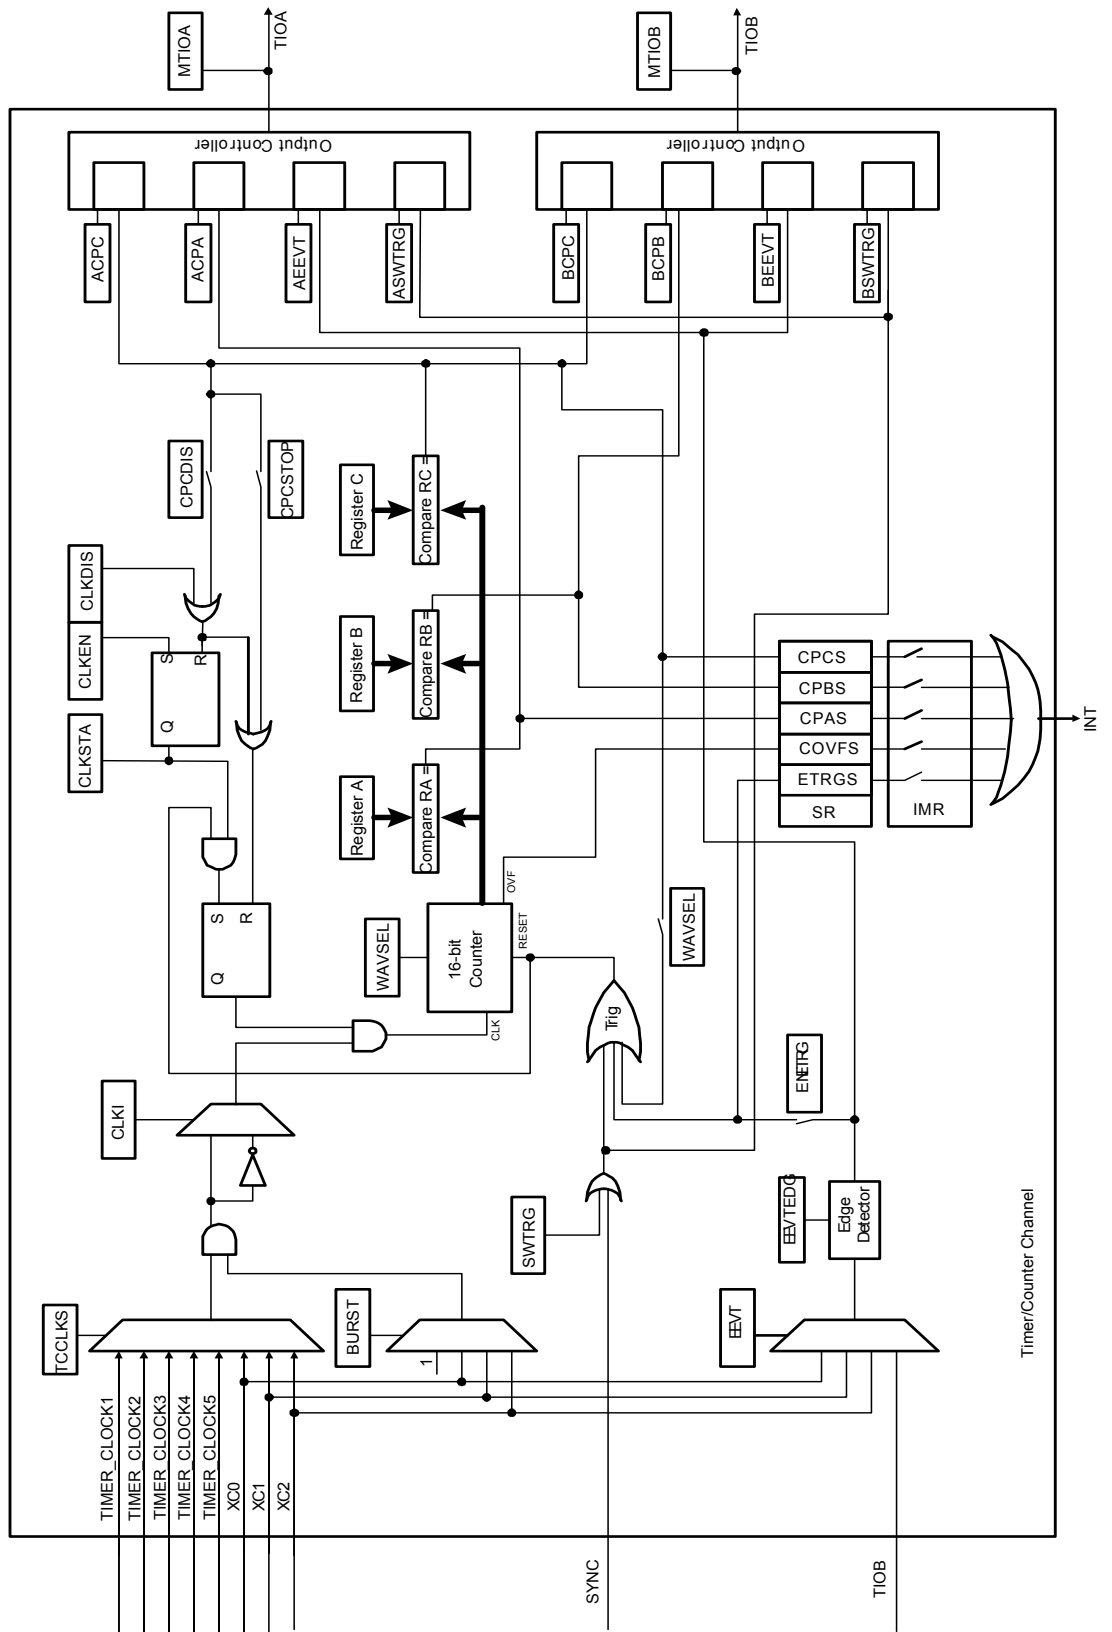 TCCLKS
TIMER_CLOCK1
TIMER_CLOCK2
TIMER_CLOCK3
TIMER_CLOCK4
TIMER_CLOCK5
XC0
XC1
XC2
CLKI
BURST
1
CLKSTA
CLKEN
CLKDIS
Q
S
R
Q
S
R
CPCDIS
CPCSTOP
WAVSEL
16-bit
Counter
CLK
RESET
OVF
Register A
Register B
Register C
Compare RA =
Compare RB =
Compare RC =
ACPC
ACPA
AEEVT
ASWTRG
Output Controller
MTIOA
TIOA
BCPC
BCPB
BEEVT
BSWTRG
Output Controller
MTIOB
TIOB
SYNC
SWTRG
Trig
WAVSEL
TIOB
EEVT
EEVTEDG
Edge
Detector
ENETRG
CPCS
CPBS
CPAS
COVFS
ETRGS
SR
IMR
INT
Timer/Counter Channel